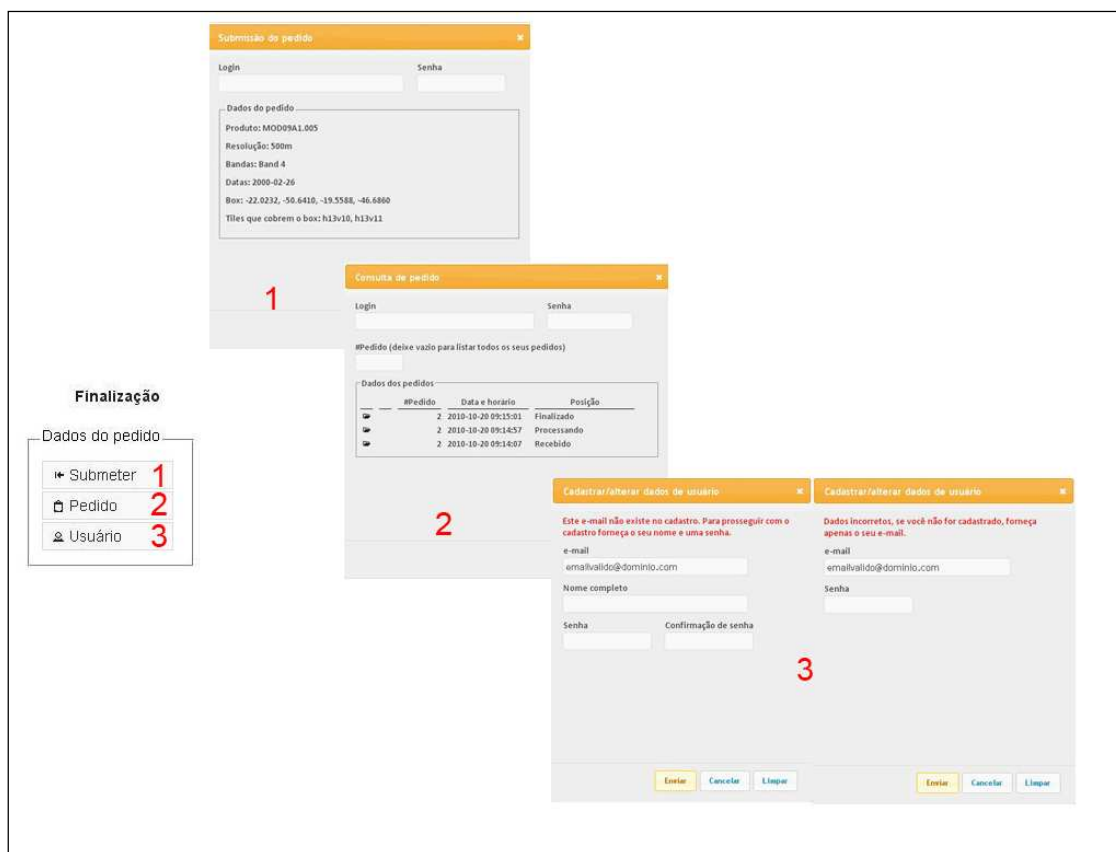 Submissão do pedido
Login Senha
Dados do pedido
Produto: MOD09A1.005
Resolução: 500m
Bandas: Band 4
Datas: 2000-02-26
Box: -22.0232, -50.6410, -19.5588, -46.6860
Tiles que cobrem o box: h13v10, h13v11
1
Consulta de pedido
Login Senha
#Pedido (deixe vazio para listar todos os seus pedidos)
Dados dos pedidos
#Pedido Data e horário Posição
2 2010-10-20 09:15:01 Finalizado
2 2010-10-20 09:14:57 Processando
2 2010-10-20 09:14:07 Recebido
2
Finalização
Dados do pedido
Submeter 1
Pedido 2
Usuário 3
Cadastrar/alterar dados de usuário
Este e-mail não existe no cadastro. Para prosseguir com o
cadastro forneça o seu nome e uma senha.
e-mail
emailvalido@dominio.com
Nome completo
Senha Confirmação de senha
Enviar Cancelar Limpar
3
Cadastrar/alterar dados de usuário
Dados incorretos, se você não for cadastrado, forneça
apenas o seu e-mail.
e-mail
emailvalido@dominio.com
Senha
Enviar Cancelar Limpar